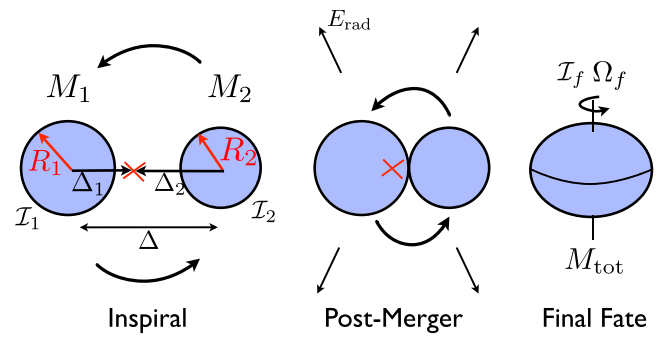 E_rad
M_1 M_2
I_f Ω_f
R_1 R_2
Δ_1 Δ_2
I_1 I_2
Δ
M_tot
Inspiral Post-Merger Final Fate